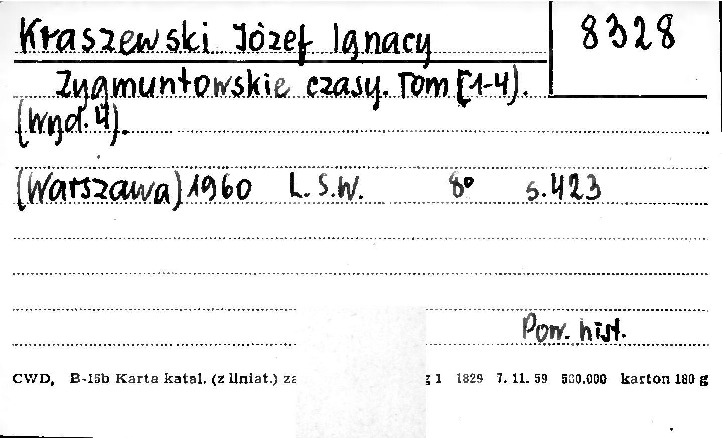 Kraszewski Józef Ignacy
8328
Zygmuntowskie czasy. Tom [1-4].
(Wyd. 4).
(Warszawa) 1960 L.S.W. 8° s. 423
Pow. hist.
CWD, B-15b Karta katal. (z liniat.) 1 1829 7. 11. 59 500.000 karton 180 g